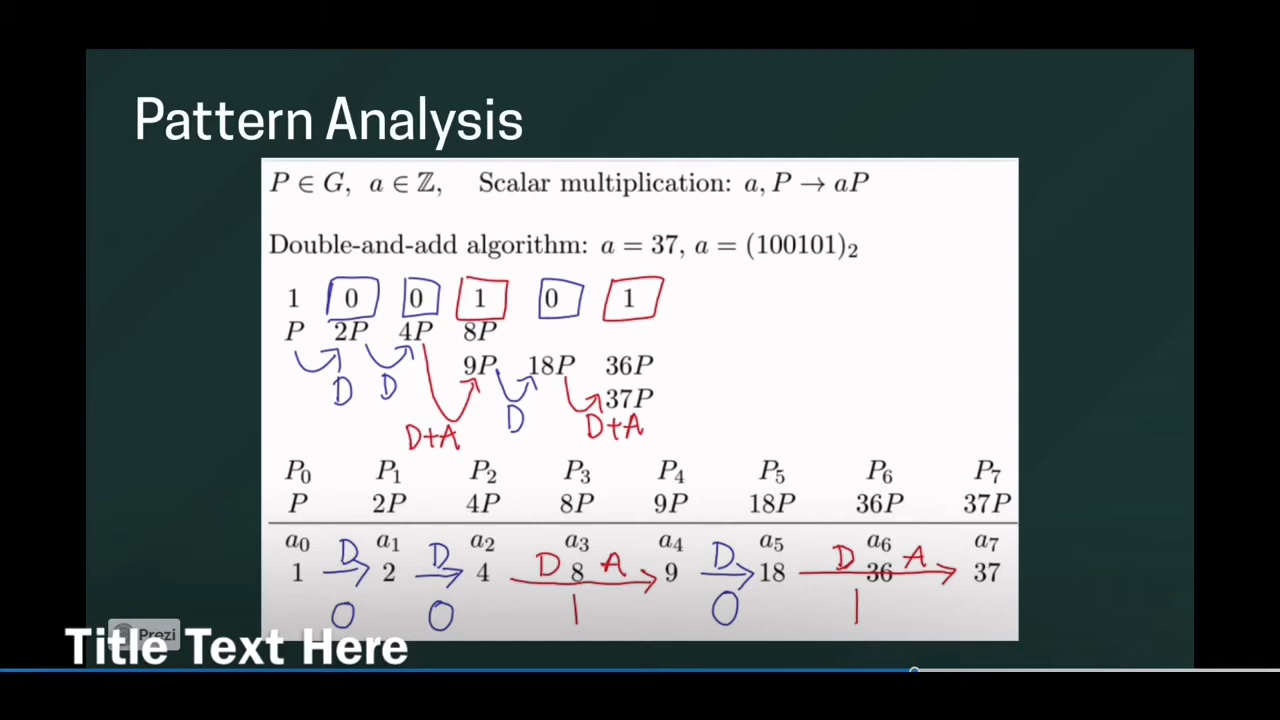 Pattern Analysis
P ∈ G, a ∈ ℤ, Scalar multiplication: a, P → aP
Double-and-add algorithm: a = 37, a = (100101)₂
1 0 0 1 0 1
P 2P 4P 8P
9P 18P 36P
D D D 37P
D+A D+A
P₀ P₁ P₂ P₃ P₄ P₅ P₆ P₇
P 2P 4P 8P 9P 18P 36P 37P
a₀ D a₁ D a₂ D a₃ A a₄ D a₅ D a₆ A a₇
1 2 4 8 9 18 36 37
0 0 1 0 1
Prezi
Title Text Here